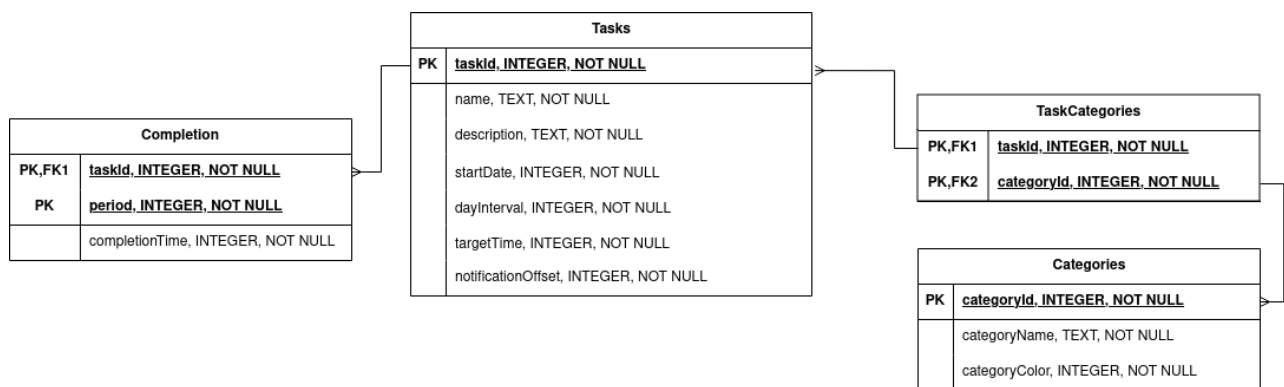 Tasks
PK taskId, INTEGER, NOT NULL
name, TEXT, NOT NULL
description, TEXT, NOT NULL
startDate, INTEGER, NOT NULL
dayInterval, INTEGER, NOT NULL
targetTime, INTEGER, NOT NULL
notificationOffset, INTEGER, NOT NULL
Completion
PK,FK1 taskId, INTEGER, NOT NULL
PK period, INTEGER, NOT NULL
completionTime, INTEGER, NOT NULL
TaskCategories
PK,FK1 taskId, INTEGER, NOT NULL
PK,FK2 categoryId, INTEGER, NOT NULL
Categories
PK categoryId, INTEGER, NOT NULL
categoryName, TEXT, NOT NULL
categoryColor, INTEGER, NOT NULL